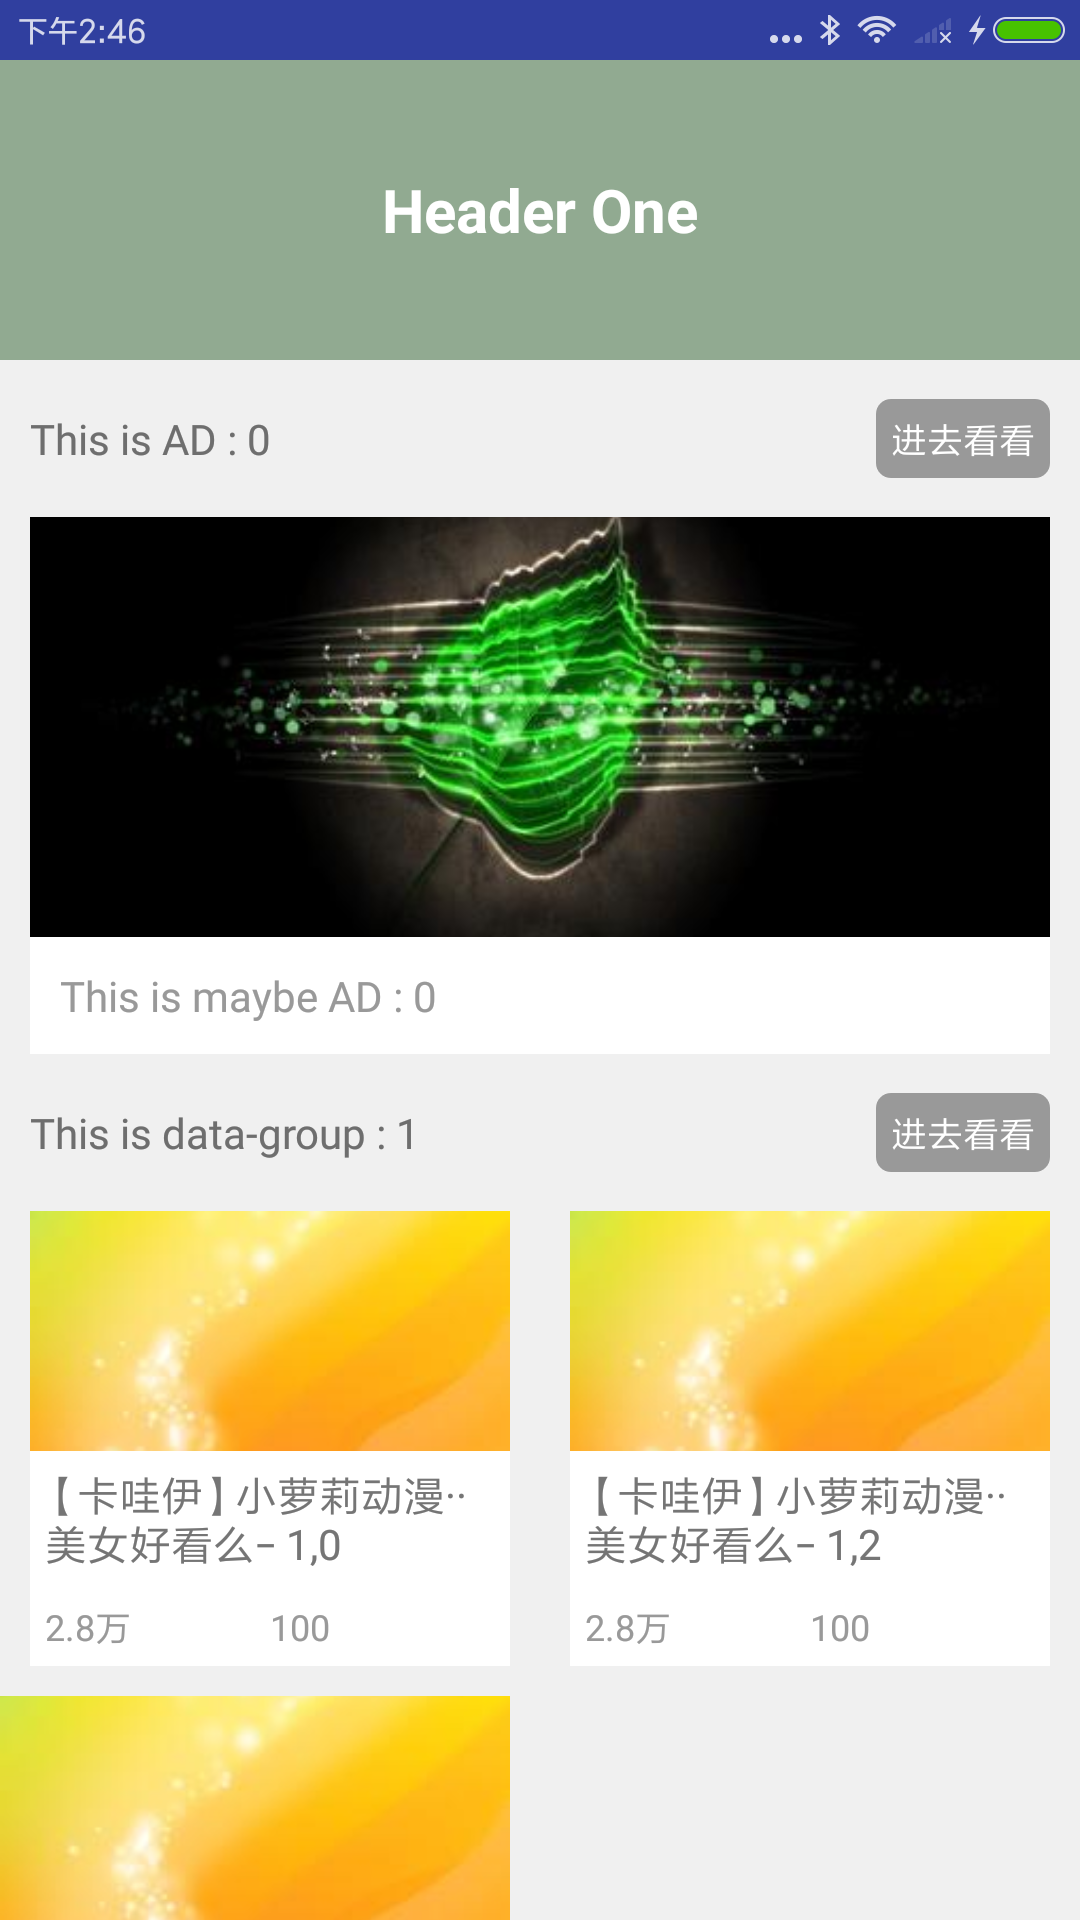 下午2:46
Header One
This is AD : 0
进去看看
This is maybe AD : 0
This is data-group : 1
进去看看
【卡哇伊】小萝莉动漫··
美女好看么- 1,0
2.8万 100
【卡哇伊】小萝莉动漫··
美女好看么- 1,2
2.8万 100